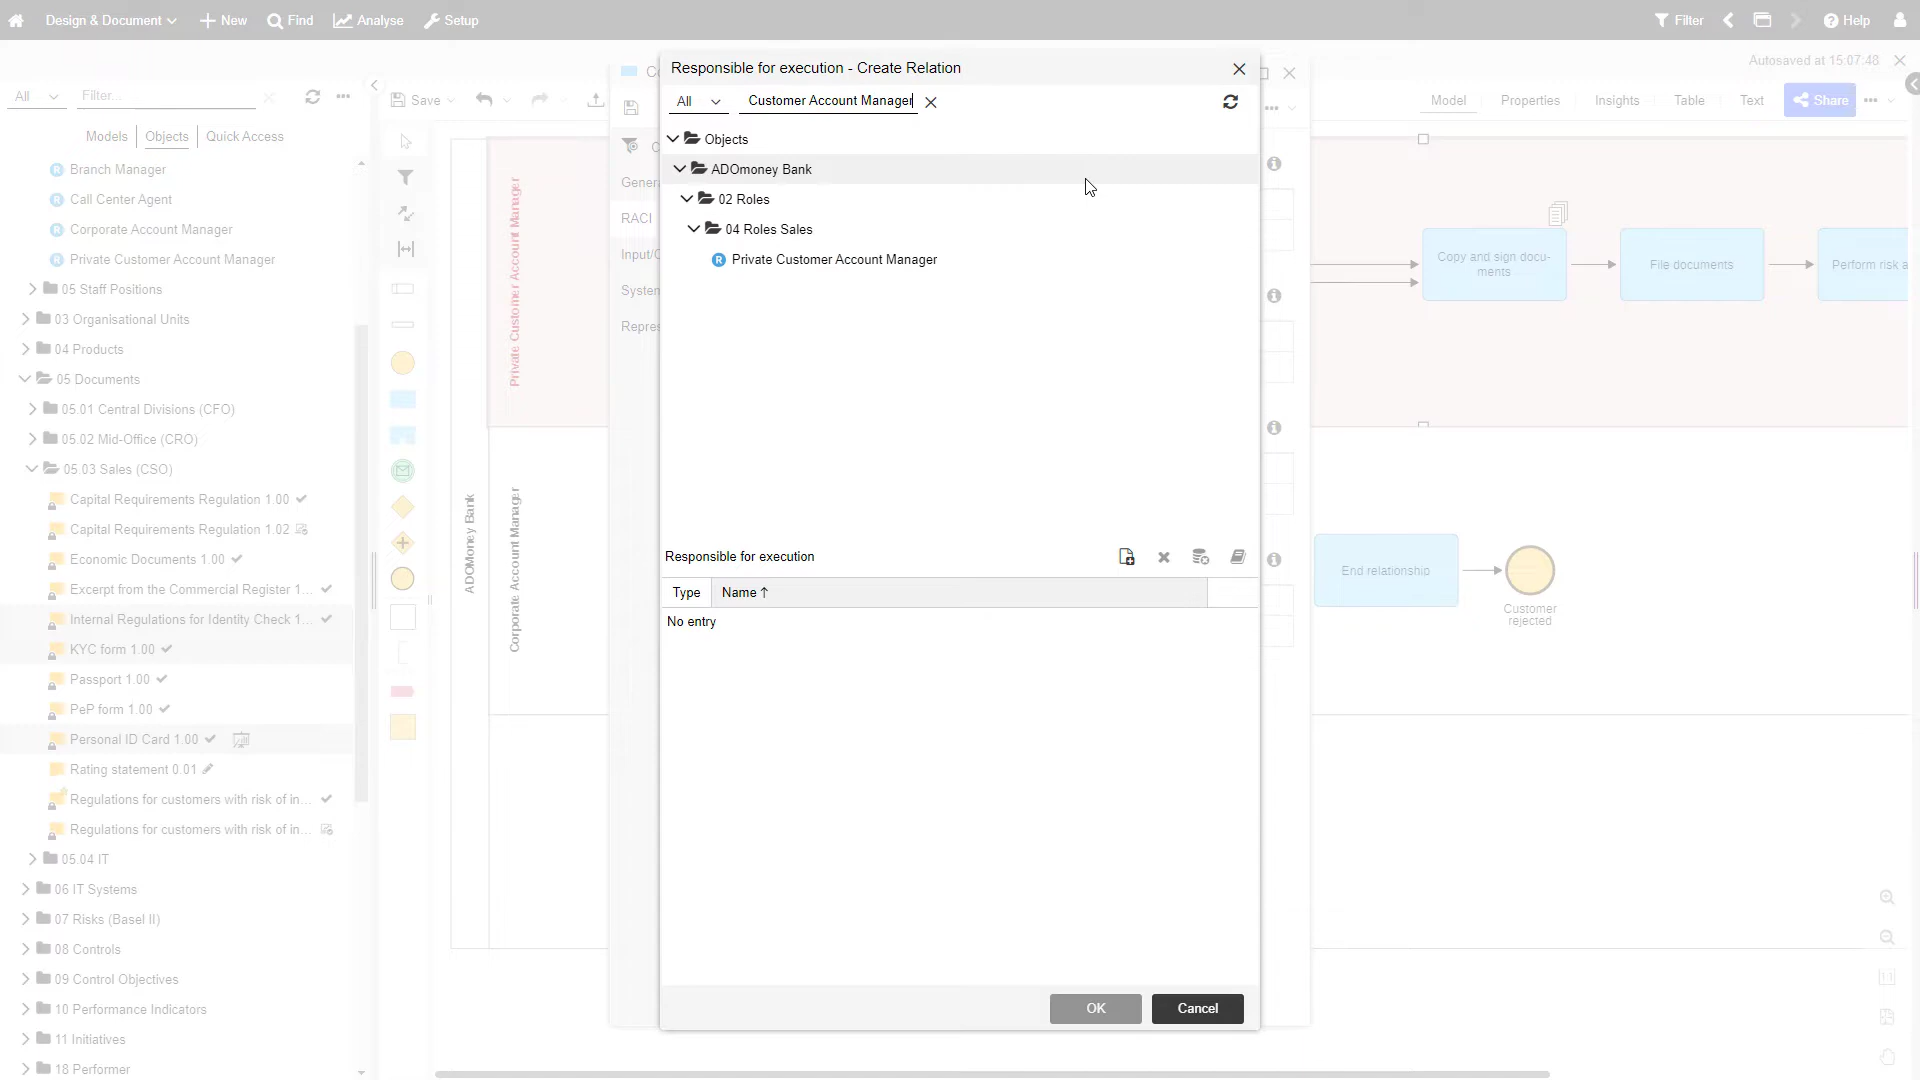 Design & Document
New
Find
Analyse
Setup
Filter
Help
Autosaved at 15:07:48
All
Filter...
Save
Models
Objects
Quick Access
Model
Properties
Insights
Table
Text
Share
Branch Manager
Call Center Agent
Corporate Account Manager
Private Customer Account Manager
05 Staff Positions
03 Organisational Units
04 Products
05 Documents
05.01 Central Divisions (CFO)
05.02 Mid-Office (CRO)
05.03 Sales (CSO)
Capital Requirements Regulation 1.00
Capital Requirements Regulation 1.02
Economic Documents 1.00
Excerpt from the Commercial Register 1...
Internal Regulations for Identity Check 1...
KYC form 1.00
Passport 1.00
PeP form 1.00
Personal ID Card 1.00
Rating statement 0.01
Regulations for customers with risk of in...
Regulations for customers with risk of in...
05.04 IT
06 IT Systems
07 Risks (Basel II)
08 Controls
09 Control Objectives
10 Performance Indicators
11 Initiatives
18 Performer
ADOMoney Bank
Private Customer Account Manager
Corporate Account Manager
Genera
RACI
Input/O
System
Repres
Responsible for execution - Create Relation
All
Customer Account Manager
Objects
ADOmoney Bank
02 Roles
04 Roles Sales
R Private Customer Account Manager
Responsible for execution
Type
Name
No entry
OK
Cancel
Copy and sign docu-
ments
File documents
Perform risk a
End relationship
Customer
rejected